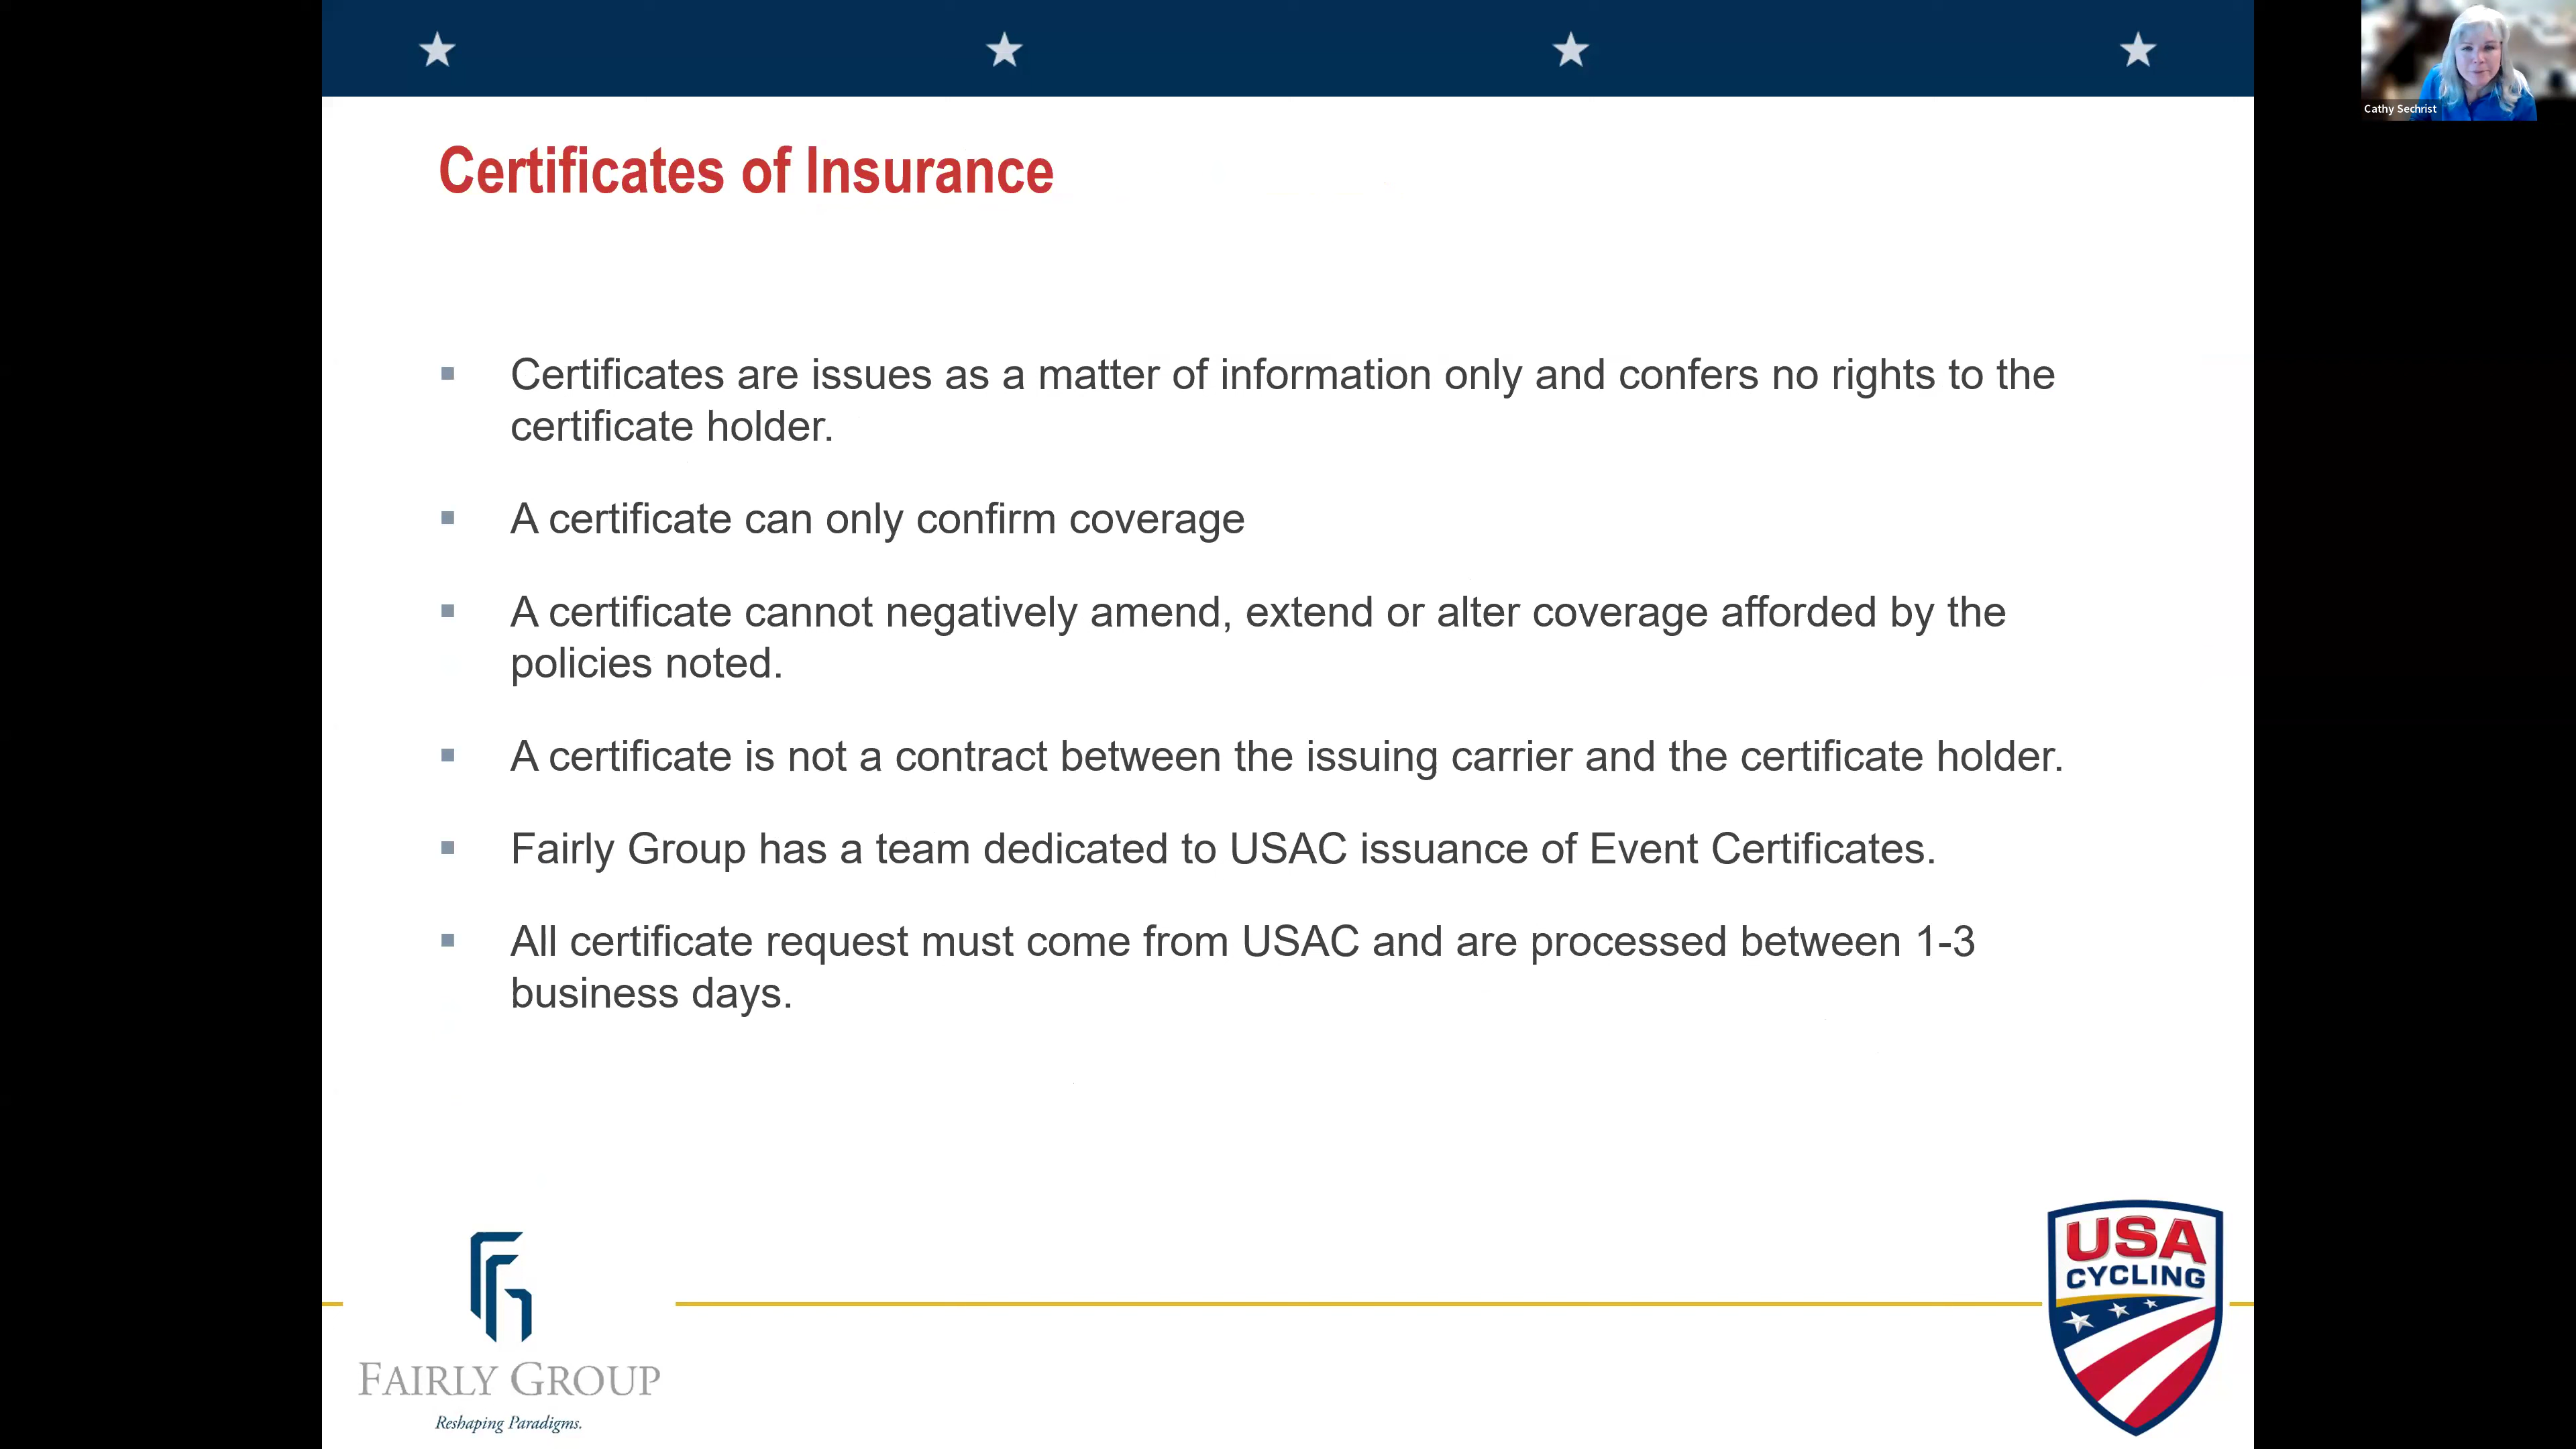 Cathy Sechrist
Certificates of Insurance
Certificates are issues as a matter of information only and confers no rights to the
certificate holder.
A certificate can only confirm coverage
A certificate cannot negatively amend, extend or alter coverage afforded by the
policies noted.
A certificate is not a contract between the issuing carrier and the certificate holder.
Fairly Group has a team dedicated to USAC issuance of Event Certificates.
All certificate request must come from USAC and are processed between 1-3
business days.
FAIRLY GROUP
Reshaping Paradigms.
USA
CYCLING